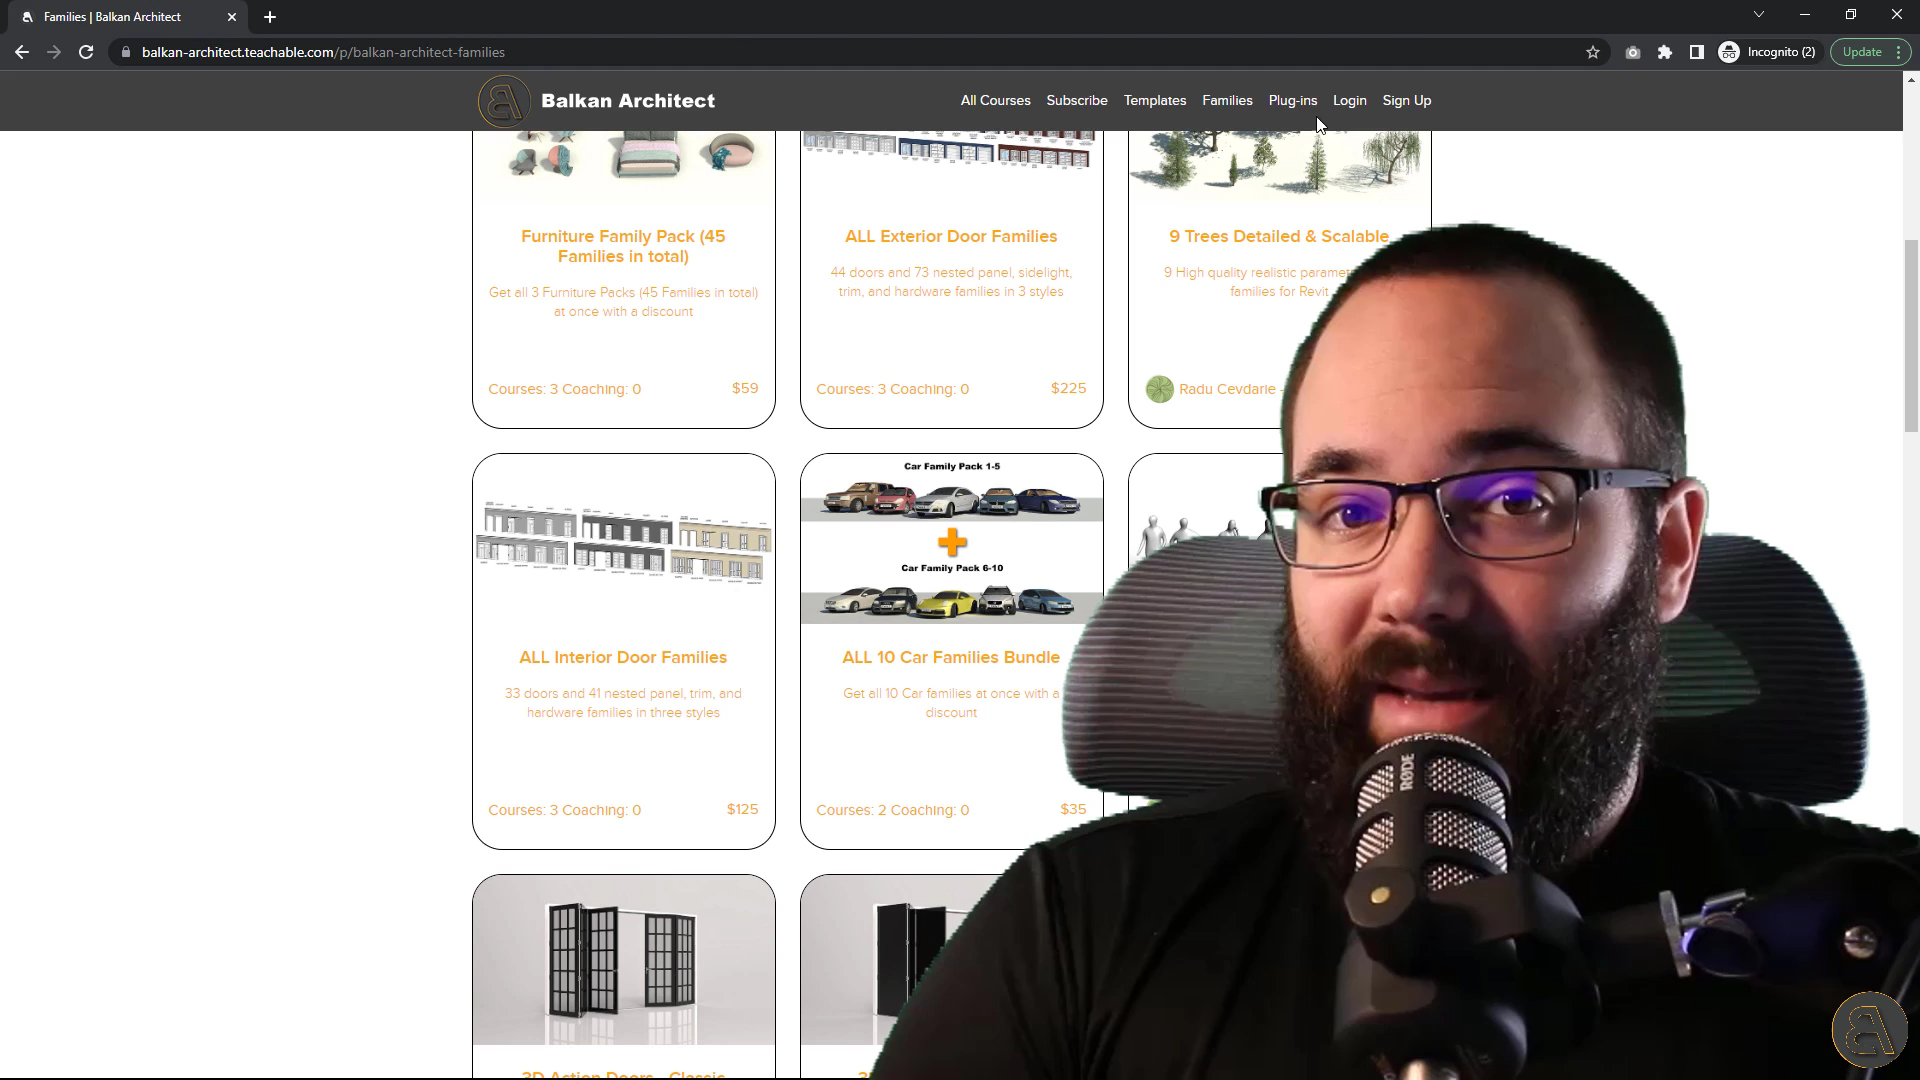 Families | Balkan Architect
balkan-architect.teachable.com/p/balkan-architect-families
Incognito (2)
Update
Balkan Architect
All Courses
Subscribe
Templates
Families
Plug-ins
Login
Sign Up
Furniture Family Pack (45
Families in total)
Get all 3 Furniture Packs (45 Families in total)
at once with a discount
Courses: 3 Coaching: 0
$59
ALL Exterior Door Families
44 doors and 73 nested panel, sidelight,
trim, and hardware families in 3 styles
Courses: 3 Coaching: 0
$225
9 Trees Detailed & Scalable
9 High quality realistic
families for Revit
Radu Cevdarie -
ALL Interior Door Families
33 doors and 41 nested panel, trim, and
hardware families in three styles
Courses: 3 Coaching: 0
$125
Car Family Pack 1-5
Car Family Pack 6-10
ALL 10 Car Families Bundle
Get all 10 Car families at once with a
discount
Courses: 2 Coaching: 0
$35
3D Action Doors - Classic
RØDE